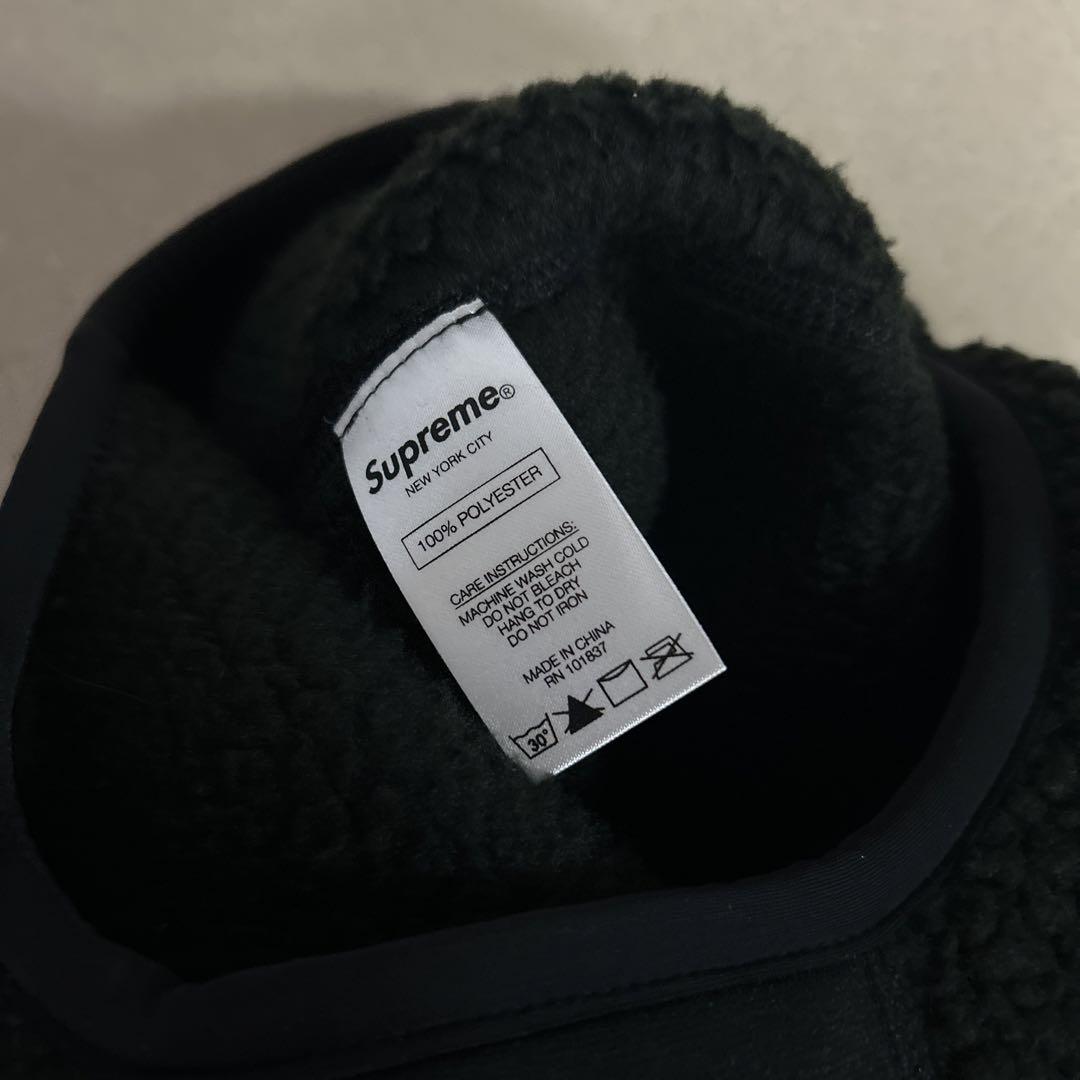 Supreme®
NEW YORK CITY
100% POLYESTER
CARE INSTRUCTIONS:
MACHINE WASH COLD
DO NOT BLEACH
HANG TO DRY
DO NOT IRON
MADE IN CHINA
RN 101837
30°